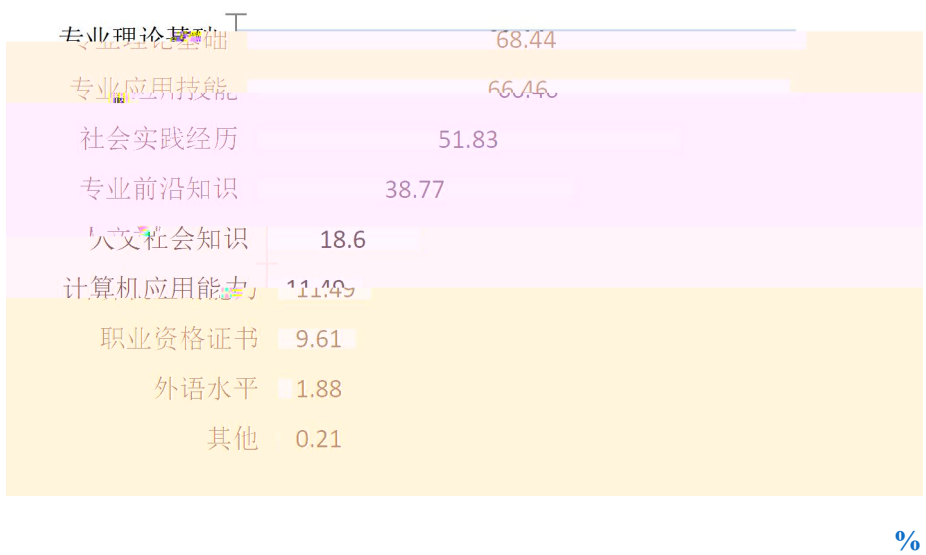 专业理论基础 68.44
专业应用技能 66.46
社会实践经历 51.83
专业前沿知识 38.77
人文社会知识 18.6
计算机应用能力 11.49
职业资格证书 9.61
外语水平 1.88
其他 0.21
%